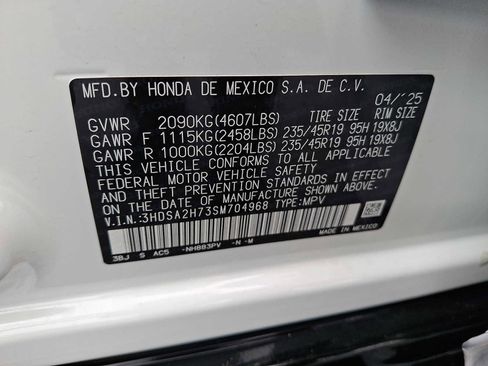 MFD.BY HONDA DE MEXICO S.A. DE C.V.
04/'25
GVWR 2090KG(4607LBS) TIRE SIZE RIM SIZE
GAWR F 1115KG(2458LBS) 235/45R19 95H 19X8J
GAWR R 1000KG(2204LBS) 235/45R19 95H 19X8J
THIS VEHICLE CONFORMS TO ALL APPLICABLE
FEDERAL MOTOR VEHICLE SAFETY
AND THEFT PREVENTION STANDARDS IN EFFECT ON
THE DATE OF MANUFACTURE SHOWN ABOVE.
V.I.N:3HDSA2H73SM704968 TYPE:MPV
3BJ S AC5 -NH883PV -N -M
MADE IN MEXICO